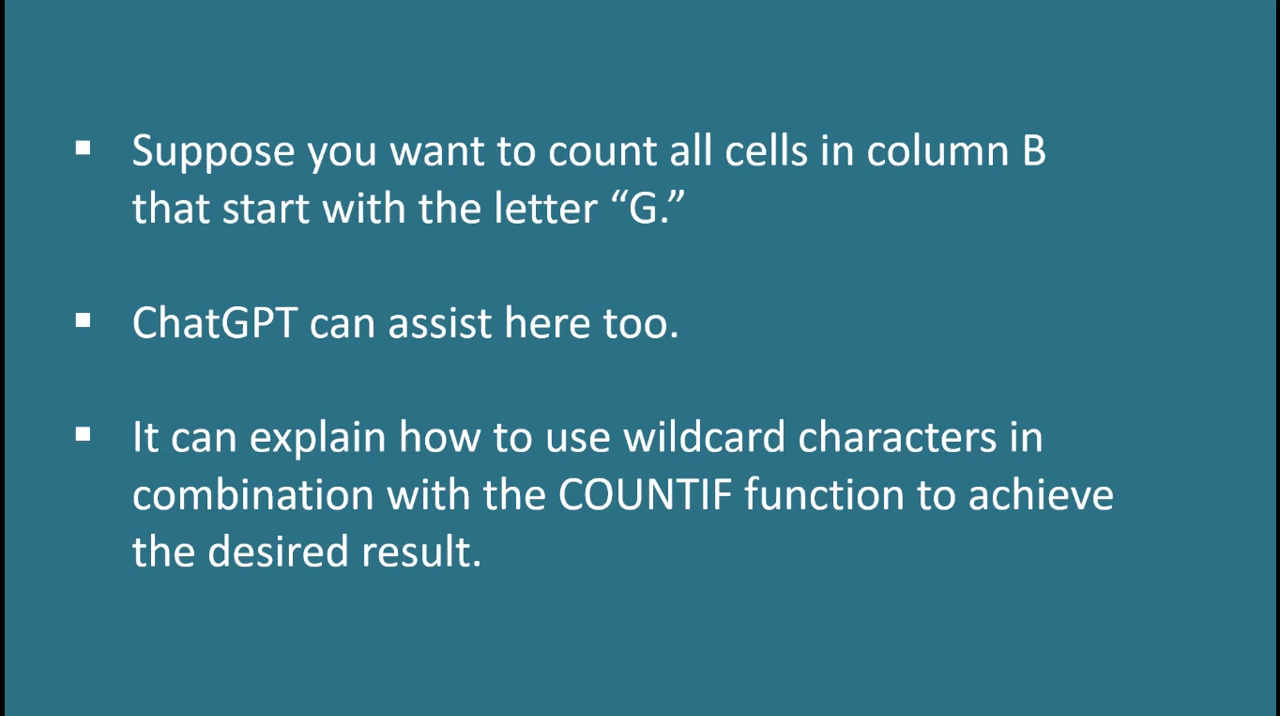 ▪ Suppose you want to count all cells in column B
that start with the letter “G.”
▪ ChatGPT can assist here too.
▪ It can explain how to use wildcard characters in
combination with the COUNTIF function to achieve
the desired result.